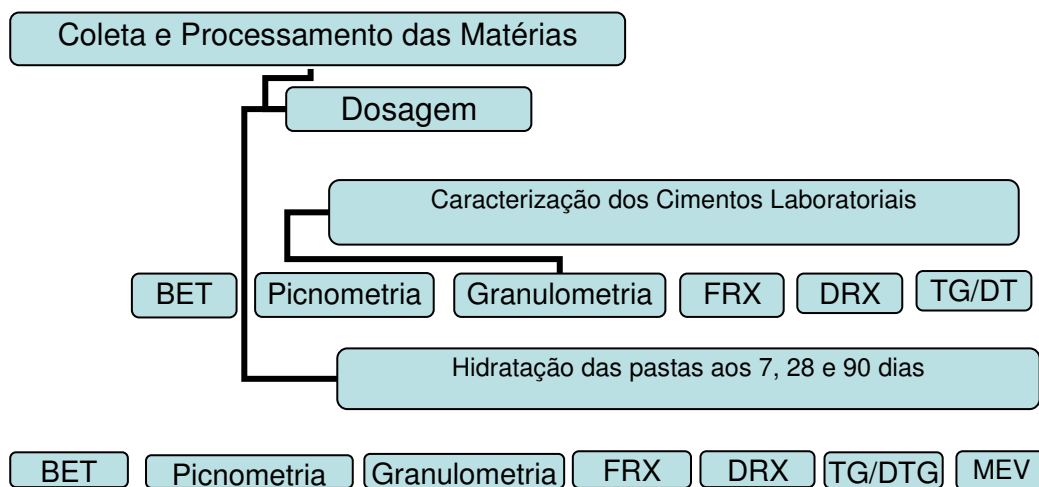 Coleta e Processamento das Matérias
Dosagem
Caracterização dos Cimentos Laboratoriais
BET
Picnometria
Granulometria
FRX
DRX
TG/DT
Hidratação das pastas aos 7, 28 e 90 dias
BET
Picnometria
Granulometria
FRX
DRX
TG/DTG
MEV